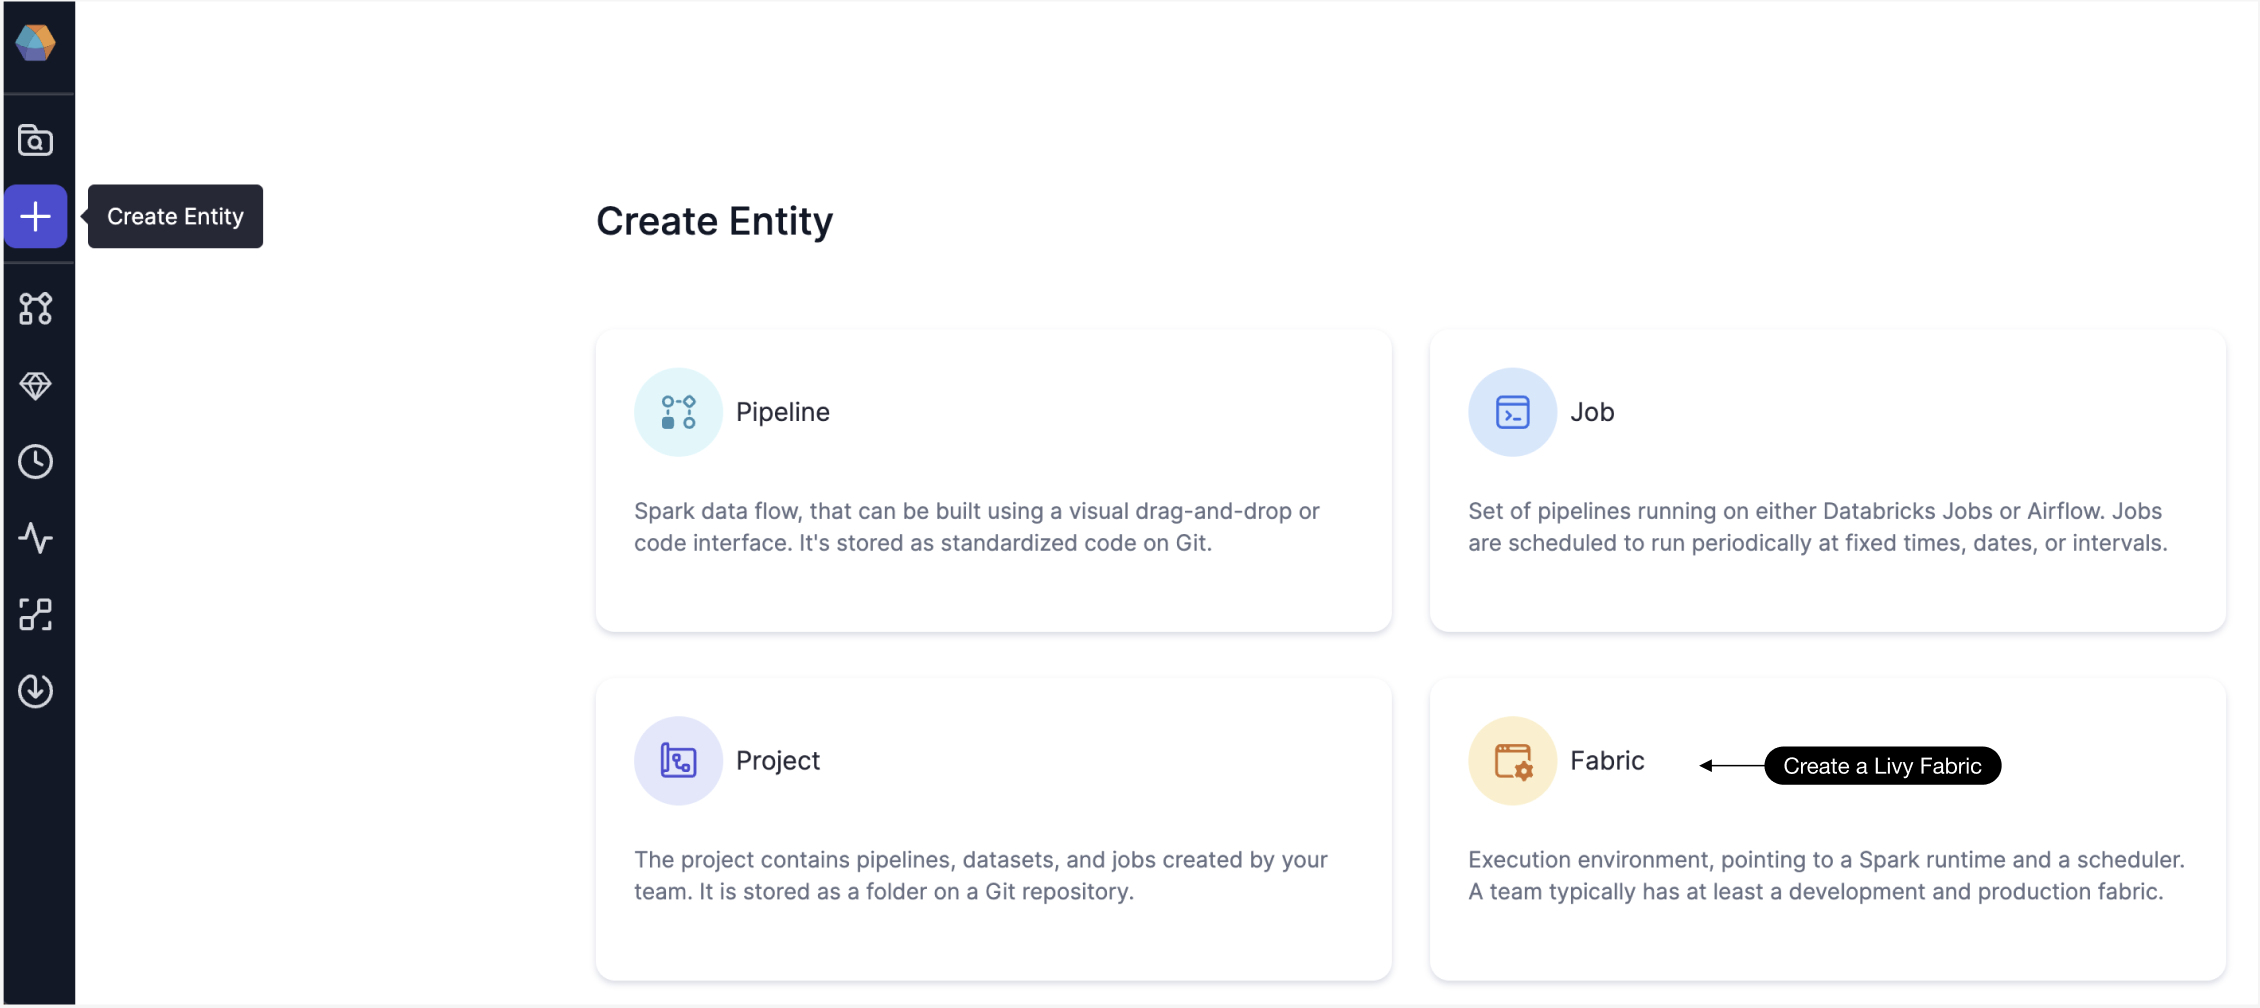 Create Entity
Create Entity
Pipeline
Spark data flow, that can be built using a visual drag-and-drop or
code interface. It's stored as standardized code on Git.
Job
Set of pipelines running on either Databricks Jobs or Airflow. Jobs
are scheduled to run periodically at fixed times, dates, or intervals.
Project
The project contains pipelines, datasets, and jobs created by your
team. It is stored as a folder on a Git repository.
Fabric
Create a Livy Fabric
Execution environment, pointing to a Spark runtime and a scheduler.
A team typically has at least a development and production fabric.